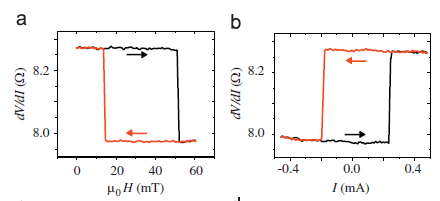 a
b
dV/dI (Ω)
8.2
8.0
0 20 40 60
μ0 H (mT)
dV/dI (Ω)
8.2
8.0
-0.4 0.0 0.4
I (mA)